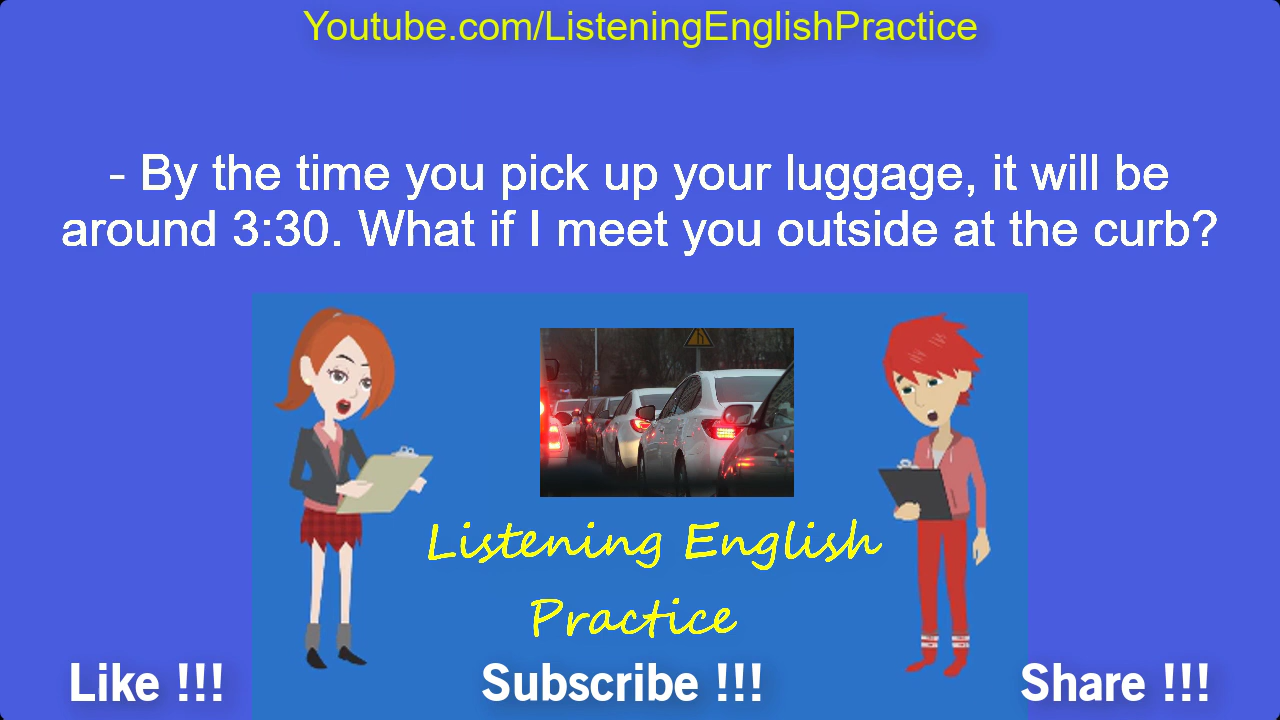 Youtube.com/ListeningEnglishPractice
- By the time you pick up your luggage, it will be
around 3:30. What if I meet you outside at the curb?
Listening English
Practice
Like !!!
Subscribe !!!
Share !!!